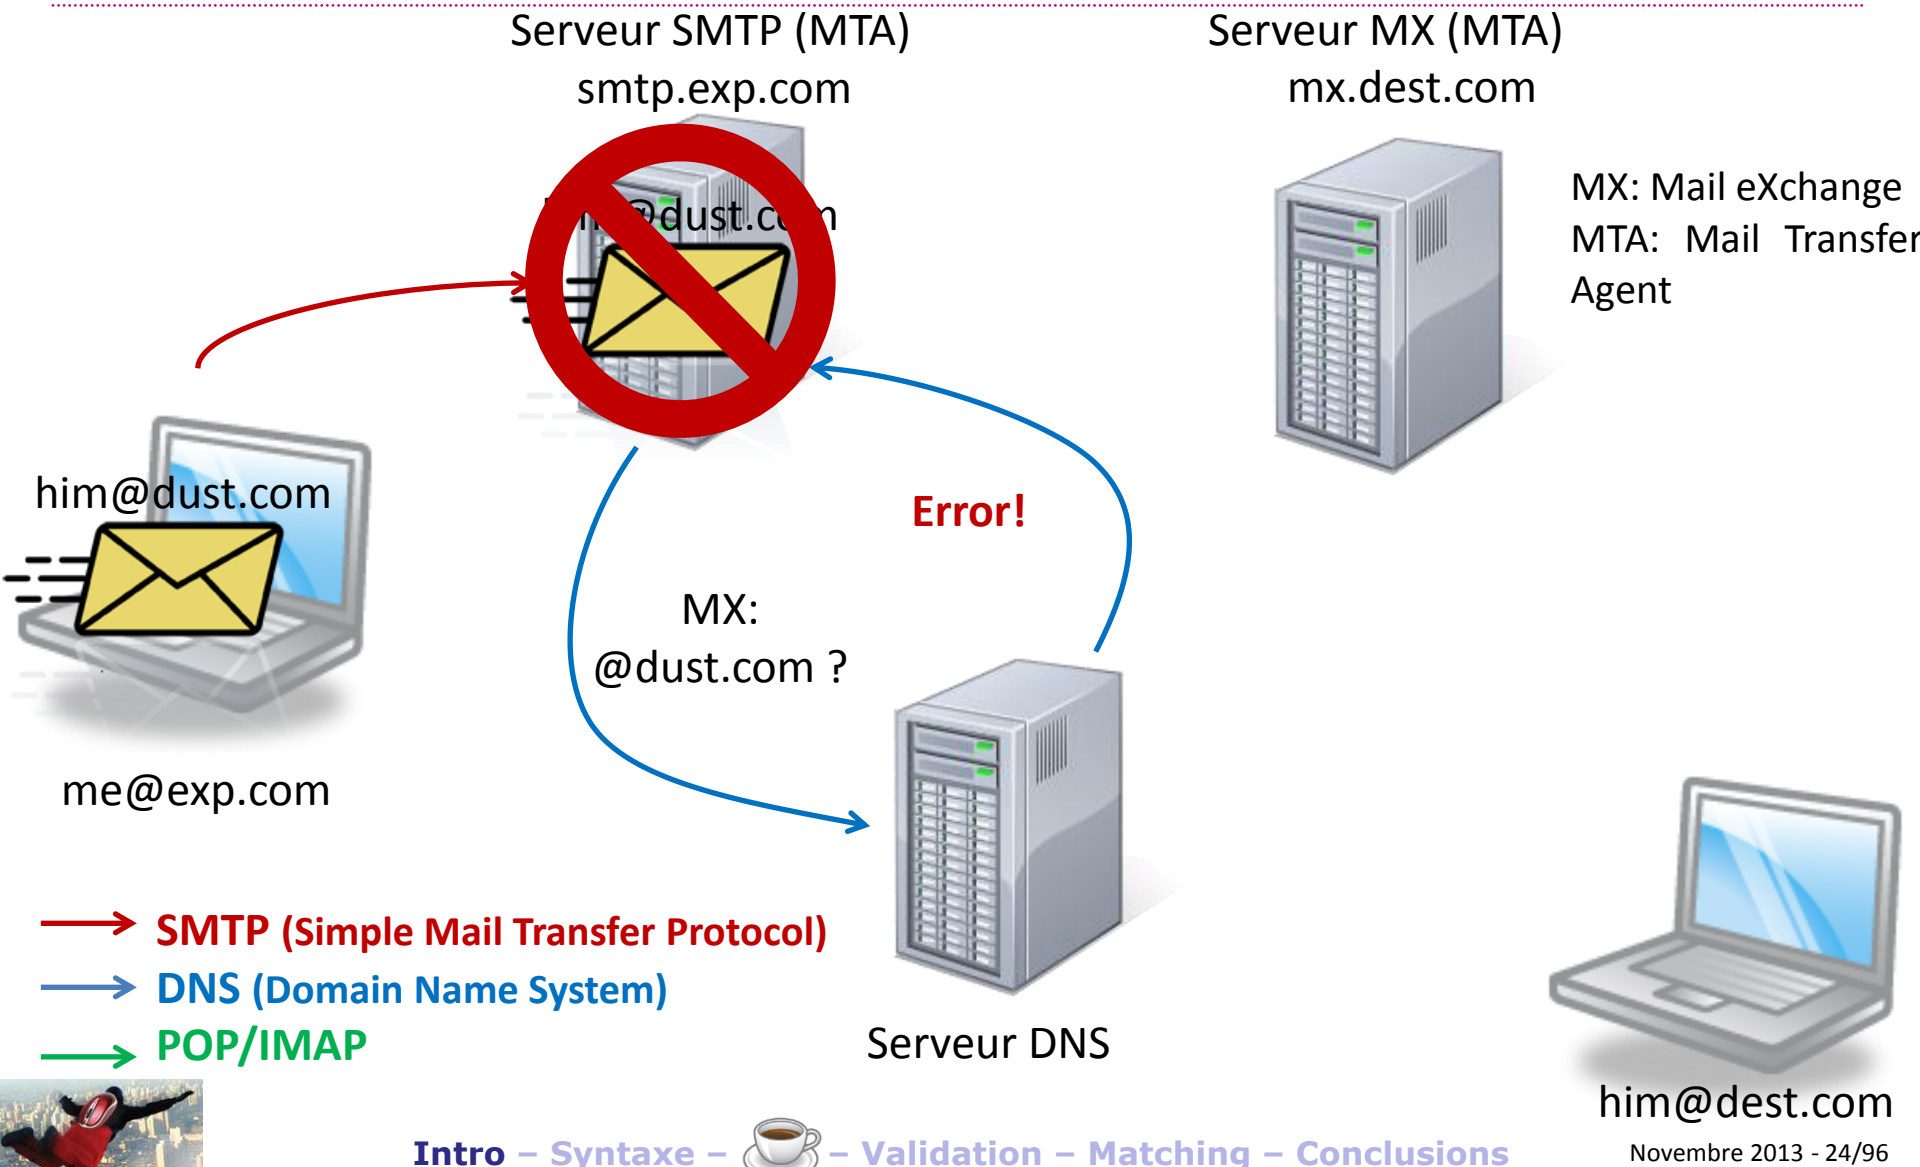 Serveur SMTP (MTA)
smtp.exp.com
Serveur MX (MTA)
mx.dest.com
MX: Mail eXchange
MTA: Mail Transfer
Agent
@dust.com
him@dust.com
me@exp.com
Error!
MX:
@dust.com ?
Serveur DNS
SMTP (Simple Mail Transfer Protocol)
DNS (Domain Name System)
POP/IMAP
him@dest.com
Intro – Syntaxe – – Validation – Matching – Conclusions
Novembre 2013 - 24/96